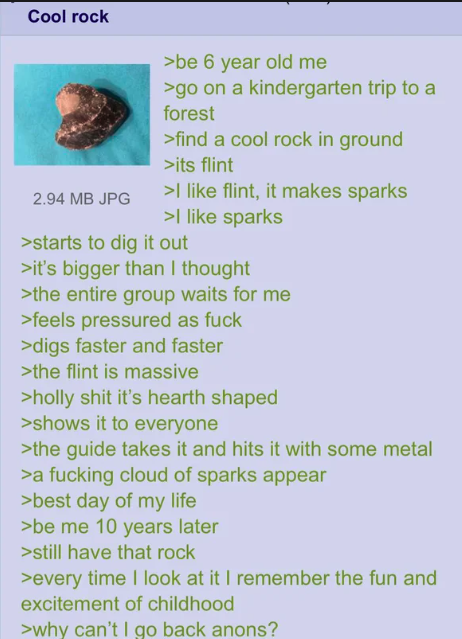 Cool rock
>be 6 year old me
>go on a kindergarten trip to a
forest
>find a cool rock in ground
>its flint
>I like flint, it makes sparks
>I like sparks
2.94 MB JPG
>starts to dig it out
>it's bigger than I thought
>the entire group waits for me
>feels pressured as fuck
>digs faster and faster
>the flint is massive
>holly shit it's hearth shaped
>shows it to everyone
>the guide takes it and hits it with some metal
>a fucking cloud of sparks appear
>best day of my life
>be me 10 years later
>still have that rock
>every time I look at it I remember the fun and
excitement of childhood
>why can't I go back anons?